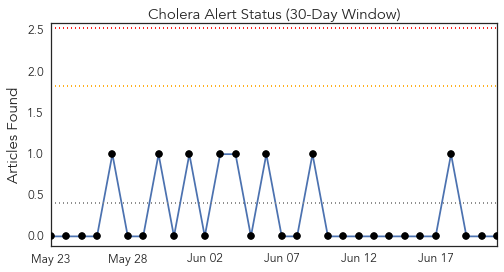 Cholera Alert Status (30-Day Window)
Articles Found
2.5
2.0
1.5
1.0
0.5
0.0
May 23
May 28
Jun 02
Jun 07
Jun 12
Jun 17